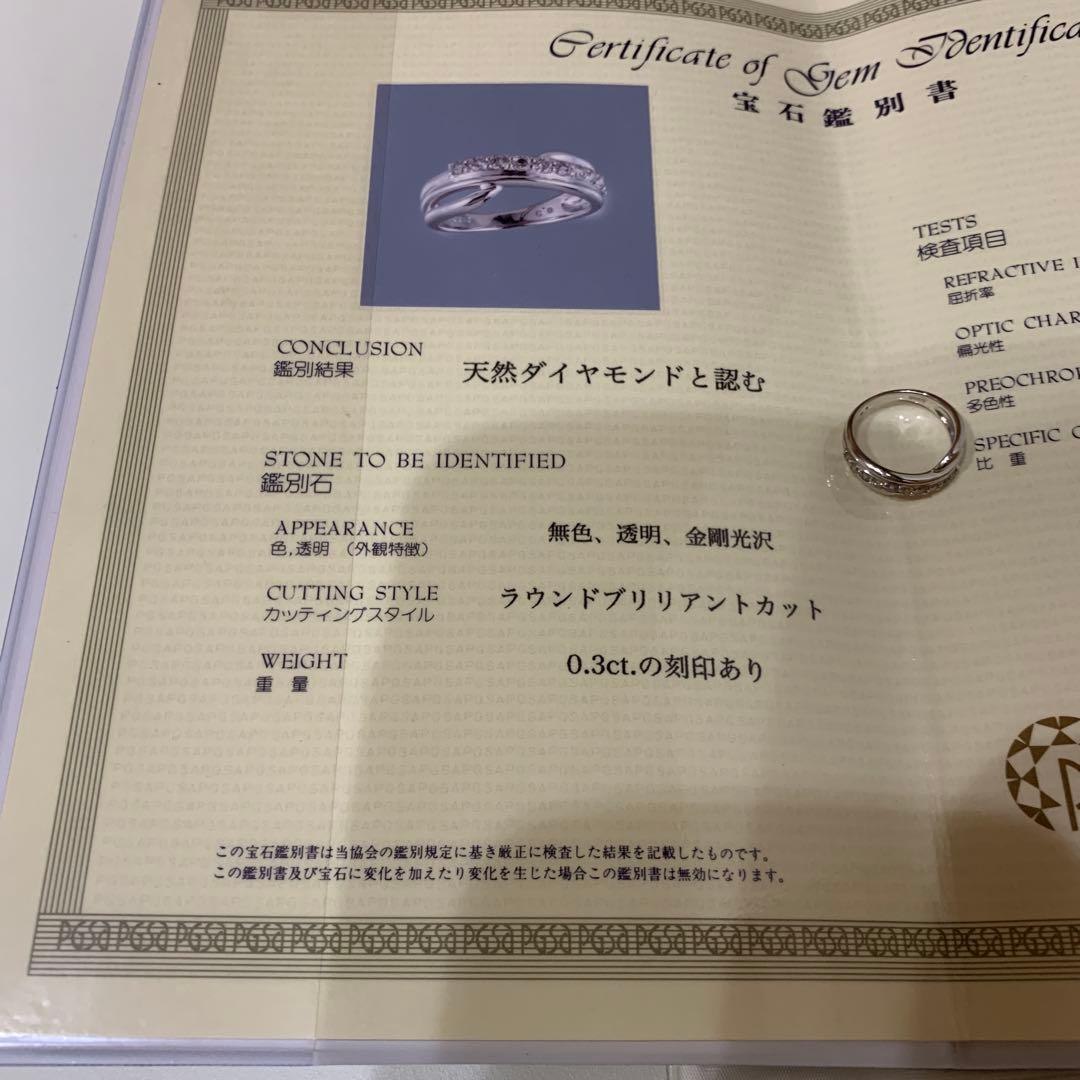 Certificate of Gem Identifica
宝石鑑別書
CONCLUSION
鑑別結果
天然ダイヤモンドと認む
STONE TO BE IDENTIFIED
鑑別石
APPEARANCE
色,透明 (外観特徴)
無色、透明、金剛光沢
CUTTING STYLE
カッティングスタイル
ラウンドブリリアントカット
WEIGHT
重量
0.3ct.の刻印あり
TESTS
検査項目
REFRACTIVE I
屈折率
OPTIC CHAR
偏光性
PREOCHROI
多色性
SPECIFIC G
比重
この宝石鑑別書は当協会の鑑別規定に基き厳正に検査した結果を記載したものです。
この鑑別書及び宝石に変化を加えたり変化を生じた場合この鑑別書は無効になります。